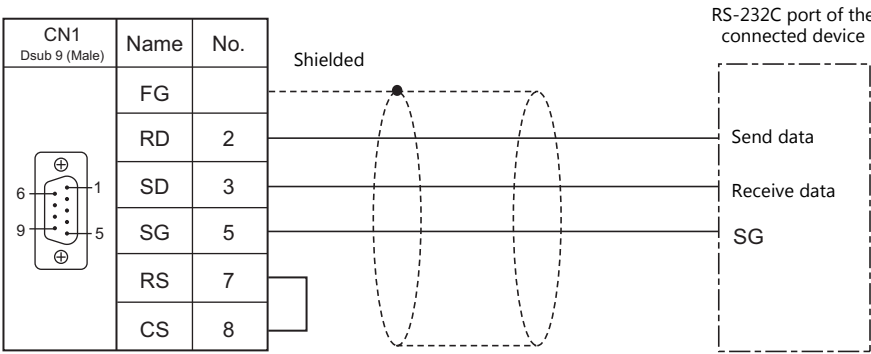 RS-232C port of the
connected device
CN1
Dsub 9 (Male)
Name
No.
Shielded
FG
RD 2
Send data
SD 3
Receive data
SG 5
SG
RS 7
CS 8
6
1
9
5